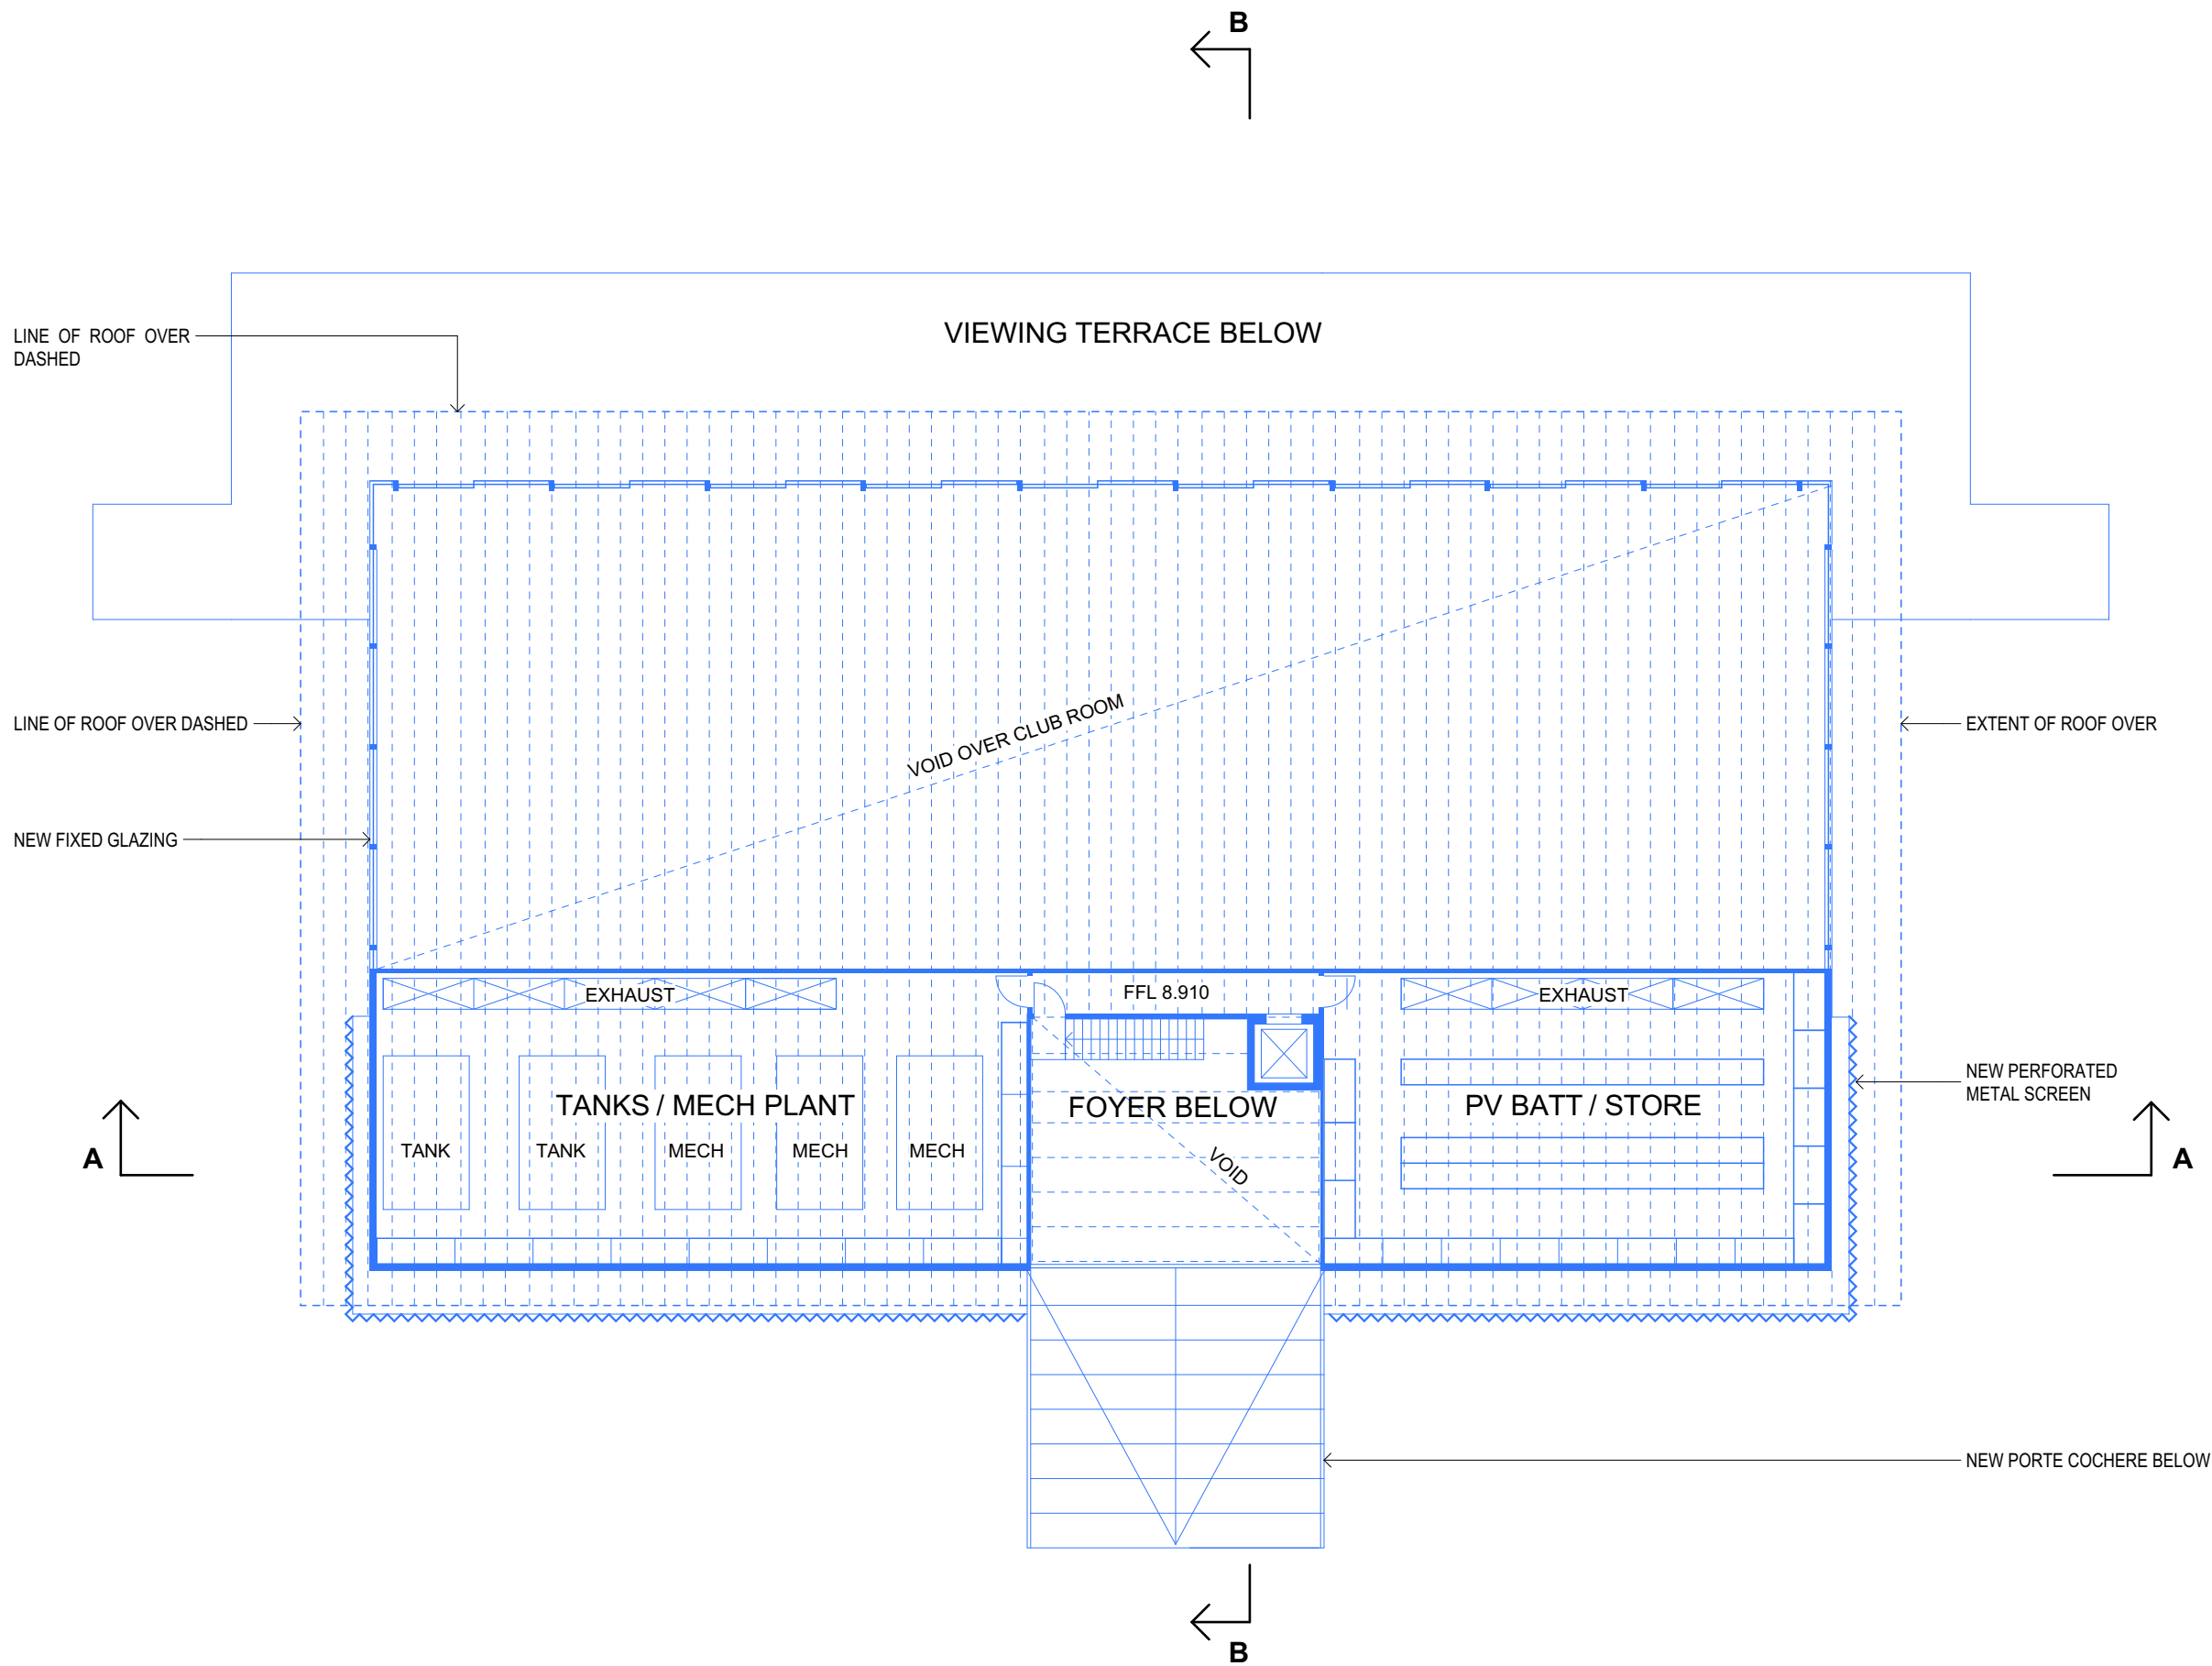 B
VIEWING TERRACE BELOW
LINE OF ROOF OVER
DASHED
LINE OF ROOF OVER DASHED
VOID OVER CLUB ROOM
EXTENT OF ROOF OVER
NEW FIXED GLAZING
EXHAUST
FFL 8.910
EXHAUST
NEW PERFORATED
METAL SCREEN
TANKS / MECH PLANT
FOYER BELOW
PV BATT / STORE
TANK
TANK
MECH
MECH
MECH
VOID
A
A
NEW PORTE COCHERE BELOW
B